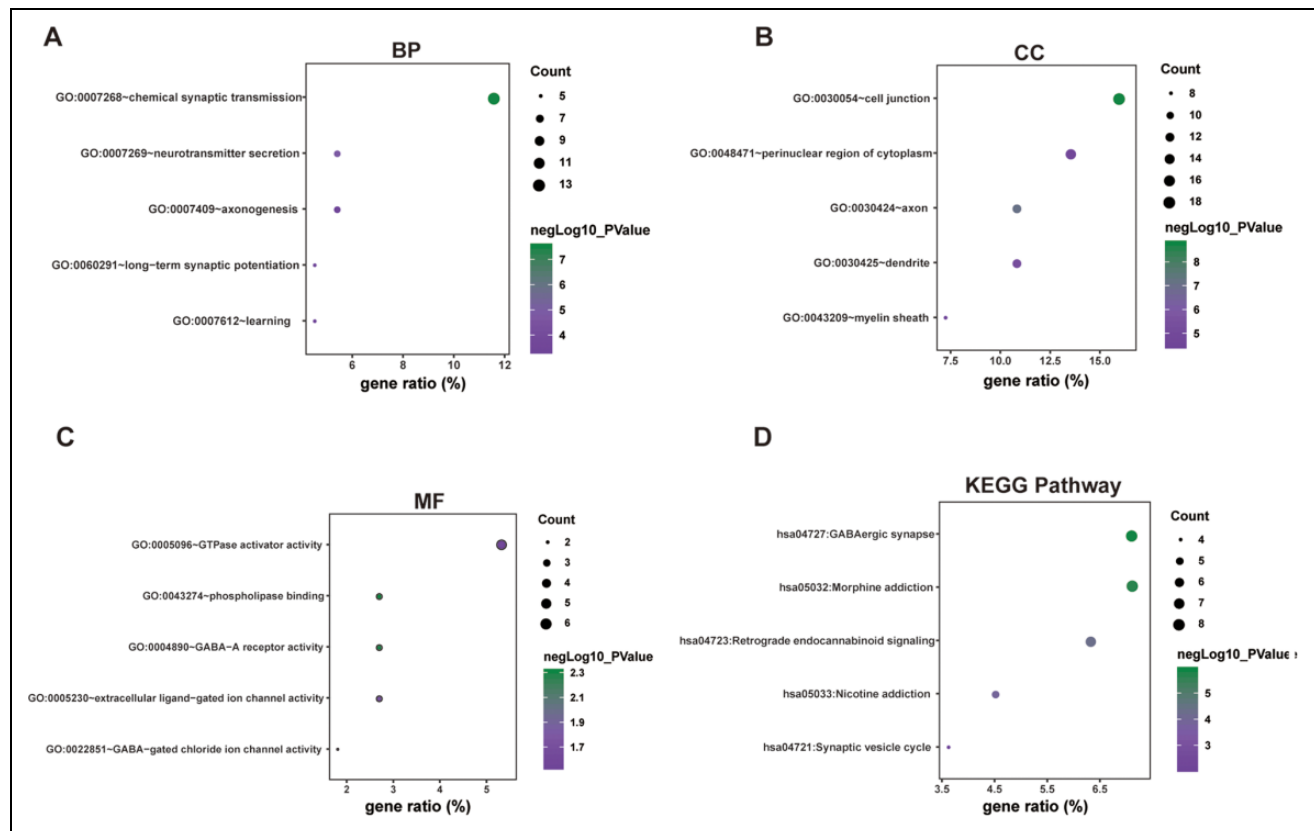 A
BP
GO:0007268~chemical synaptic transmission
GO:0007269~neurotransmitter secretion
GO:0007409~axonogenesis
GO:0060291~long−term synaptic potentiation
GO:0007612~learning
6 8 10 12
gene ratio (%)
Count
5
7
9
11
13
negLog10_PValue
7
6
5
4
B
CC
GO:0030054~cell junction
GO:0048471~perinuclear region of cytoplasm
GO:0030424~axon
GO:0030425~dendrite
GO:0043209~myelin sheath
7.5 10.0 12.5 15.0
gene ratio (%)
Count
8
10
12
14
16
18
negLog10_PValue
8
7
6
5
C
MF
GO:0005096~GTPase activator activity
GO:0043274~phospholipase binding
GO:0004890~GABA−A receptor activity
GO:0005230~extracellular ligand−gated ion channel activity
GO:0022851~GABA−gated chloride ion channel activity
2 3 4 5
gene ratio (%)
Count
2
3
4
5
6
negLog10_PValue
2.3
2.1
1.9
1.7
D
KEGG Pathway
hsa04727:GABAergic synapse
hsa05032:Morphine addiction
hsa04723:Retrograde endocannabinoid signaling
hsa05033:Nicotine addiction
hsa04721:Synaptic vesicle cycle
3.5 4.5 5.5 6.5
gene ratio (%)
Count
4
5
6
7
8
negLog10_PValue
5
4
3